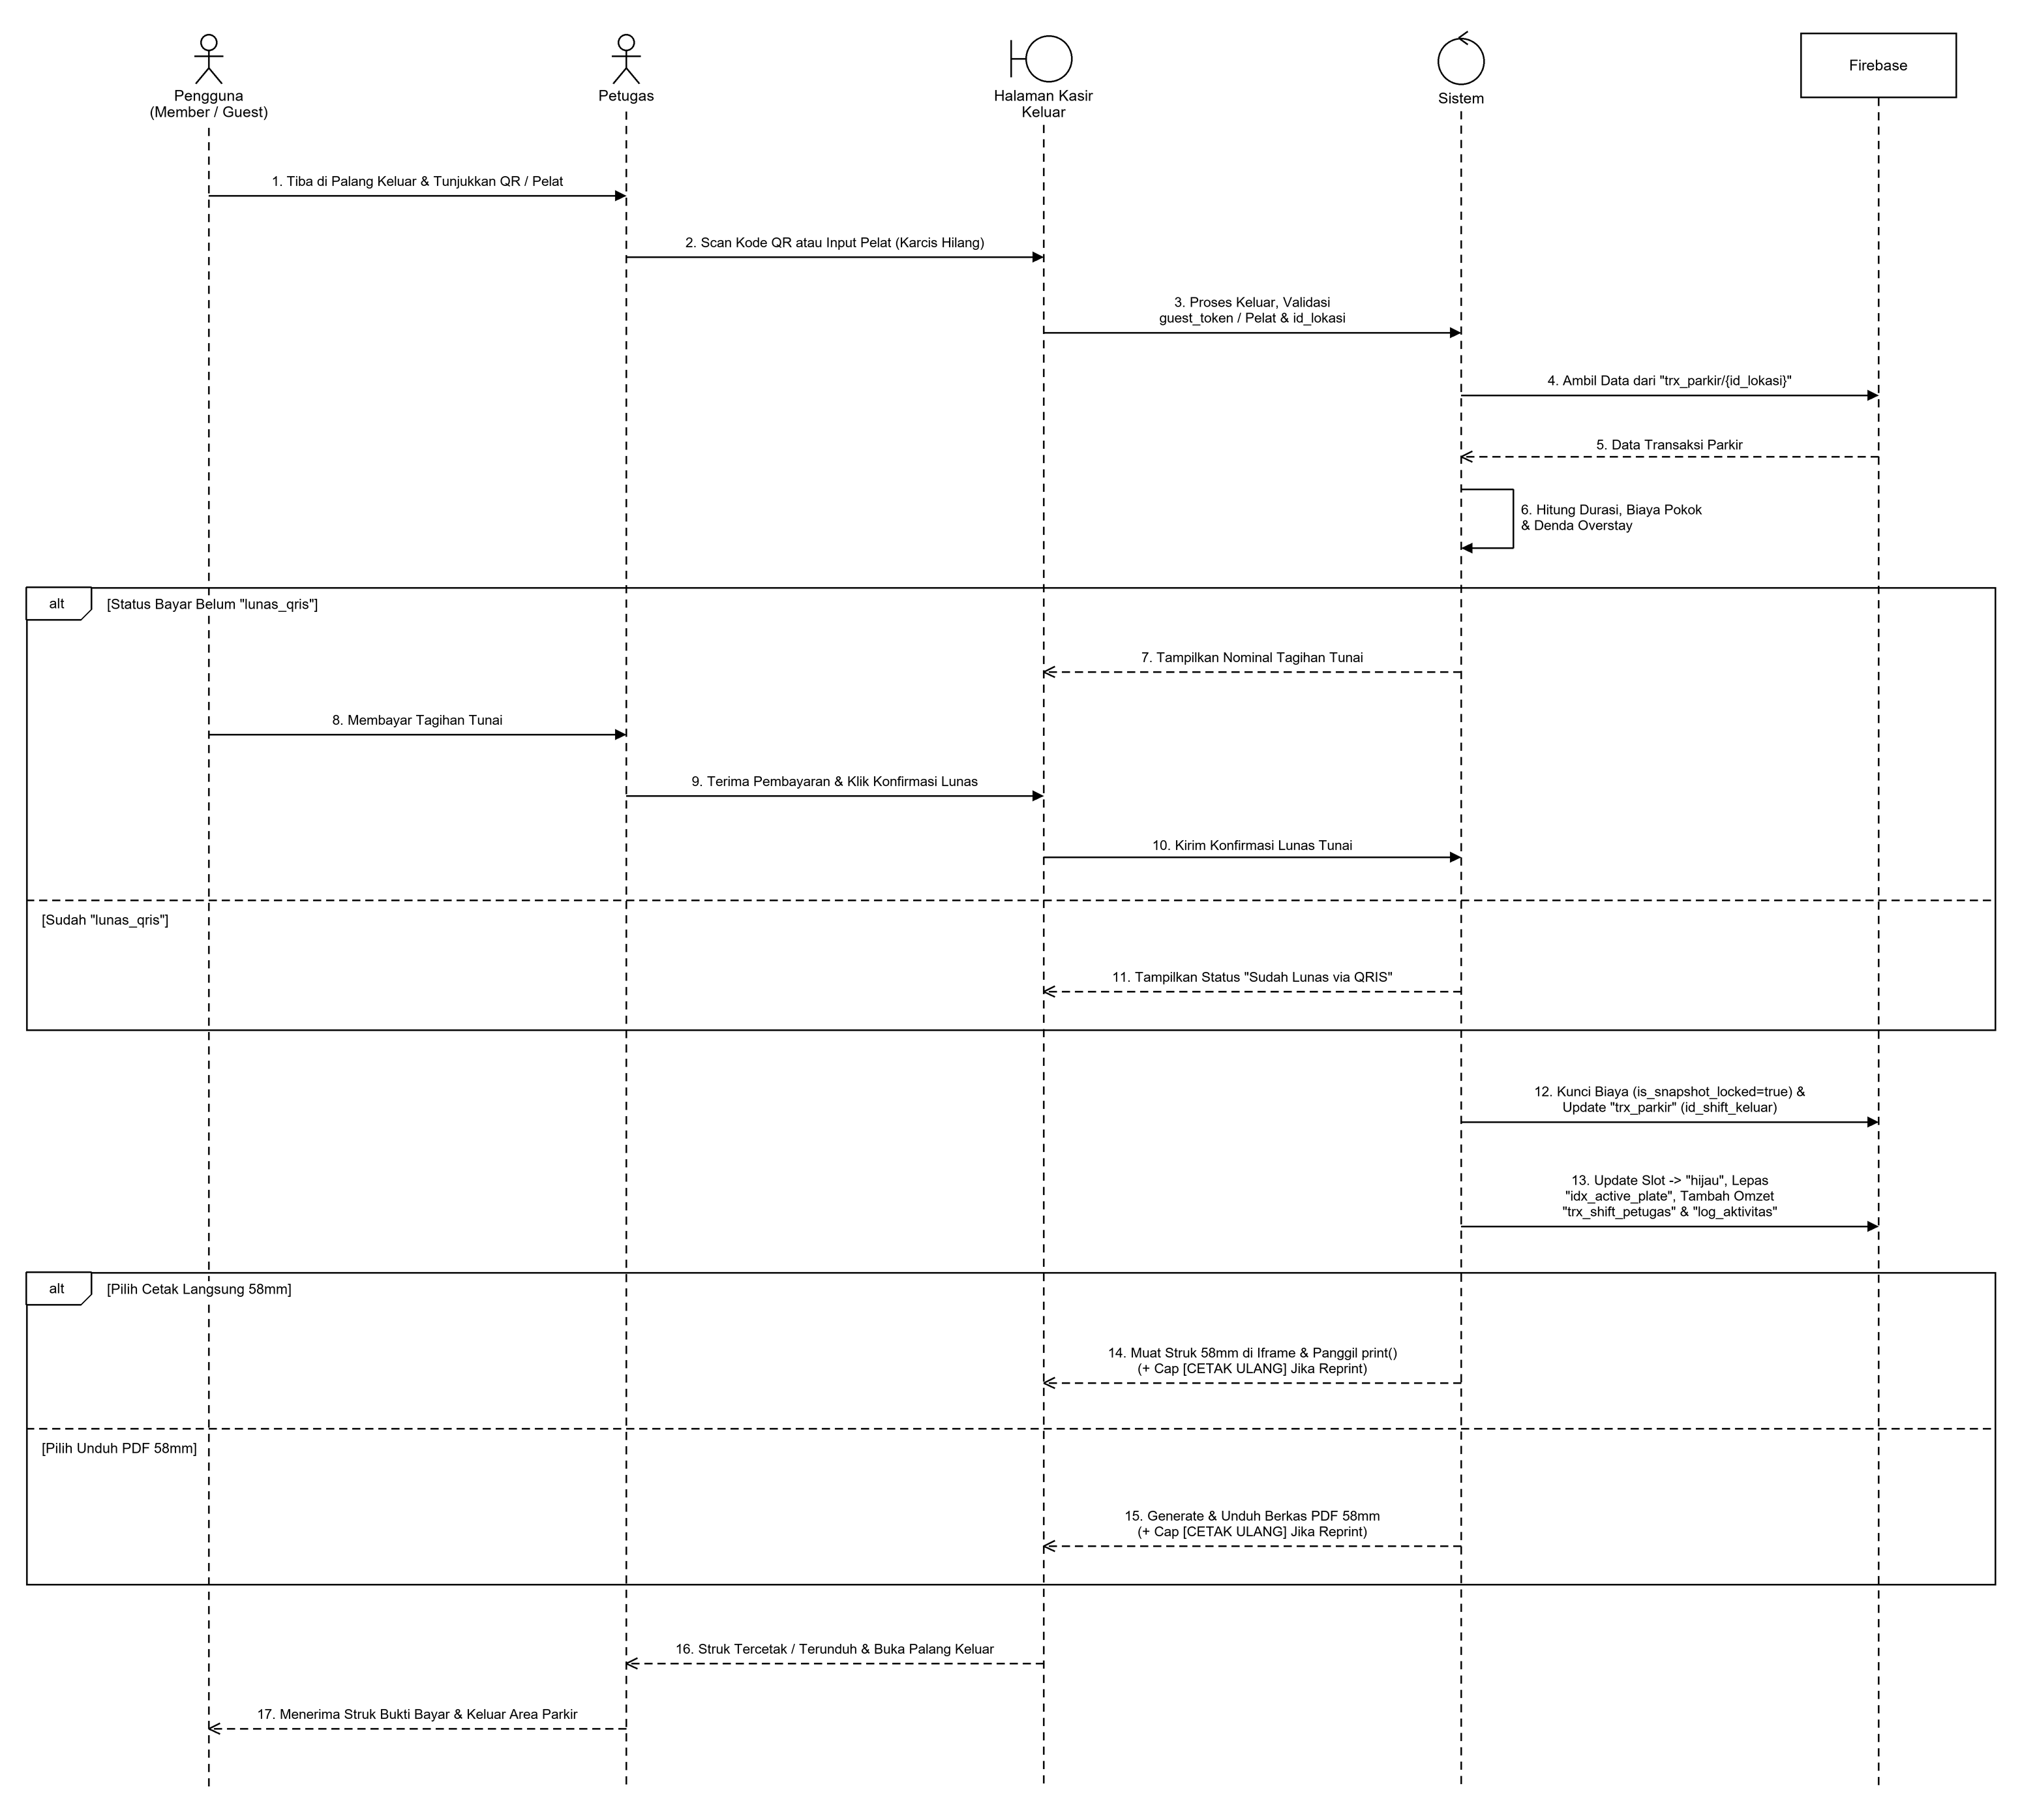 Pengguna
(Member / Guest)
Petugas
Halaman Kasir
Keluar
Sistem
Firebase
1. Tiba di Palang Keluar & Tunjukkan QR / Pelat
2. Scan Kode QR atau Input Pelat (Karcis Hilang)
3. Proses Keluar, Validasi
guest_token / Pelat & id_lokasi
4. Ambil Data dari "trx_parkir/{id_lokasi}"
5. Data Transaksi Parkir
6. Hitung Durasi, Biaya Pokok
& Denda Overstay
alt
[Status Bayar Belum "lunas_qris"]
7. Tampilkan Nominal Tagihan Tunai
8. Membayar Tagihan Tunai
9. Terima Pembayaran & Klik Konfirmasi Lunas
10. Kirim Konfirmasi Lunas Tunai
[Sudah "lunas_qris"]
11. Tampilkan Status "Sudah Lunas via QRIS"
12. Kunci Biaya (is_snapshot_locked=true) &
Update "trx_parkir" (id_shift_keluar)
13. Update Slot -> "hijau", Lepas
"idx_active_plate", Tambah Omzet
"trx_shift_petugas" & "log_aktivitas"
alt
[Pilih Cetak Langsung 58mm]
14. Muat Struk 58mm di Iframe & Panggil print()
(+ Cap [CETAK ULANG] Jika Reprint)
[Pilih Unduh PDF 58mm]
15. Generate & Unduh Berkas PDF 58mm
(+ Cap [CETAK ULANG] Jika Reprint)
16. Struk Tercetak / Terunduh & Buka Palang Keluar
17. Menerima Struk Bukti Bayar & Keluar Area Parkir